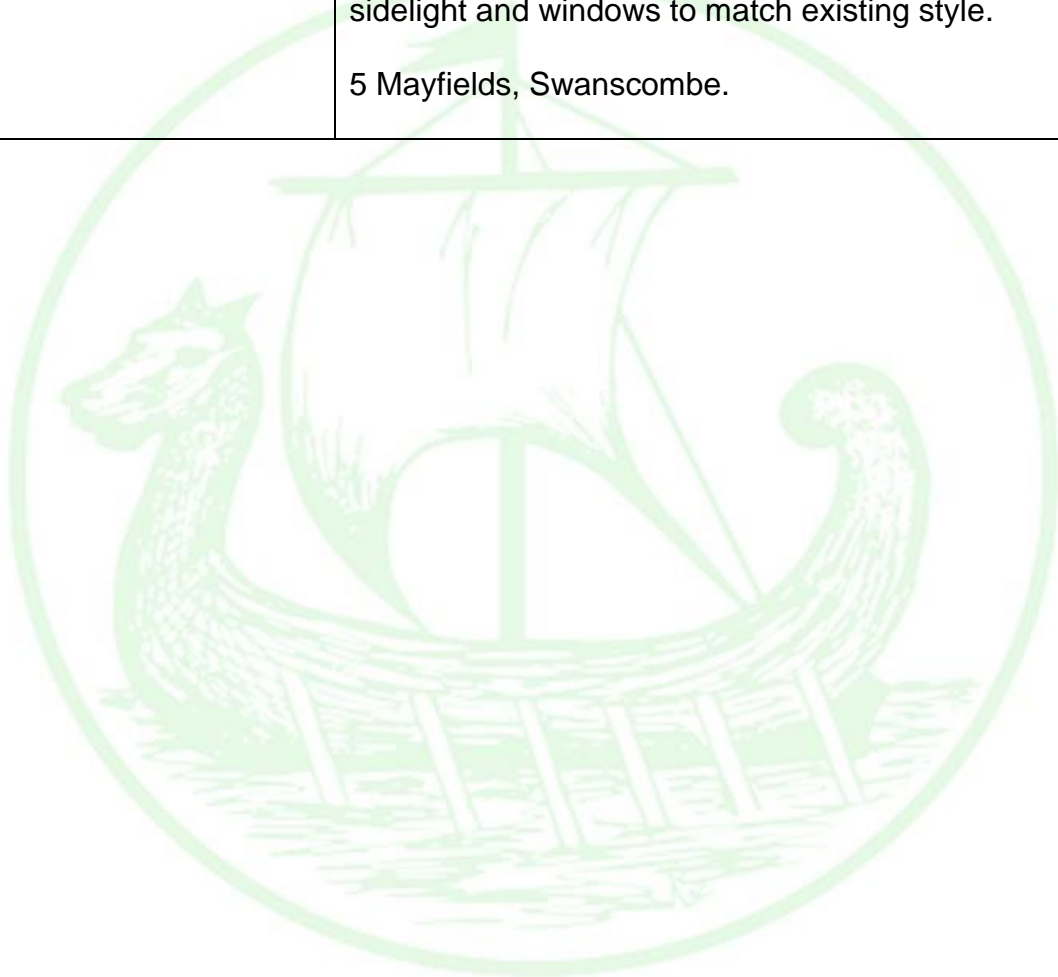 sidelight and windows to match existing style.
5 Mayfields, Swanscombe.